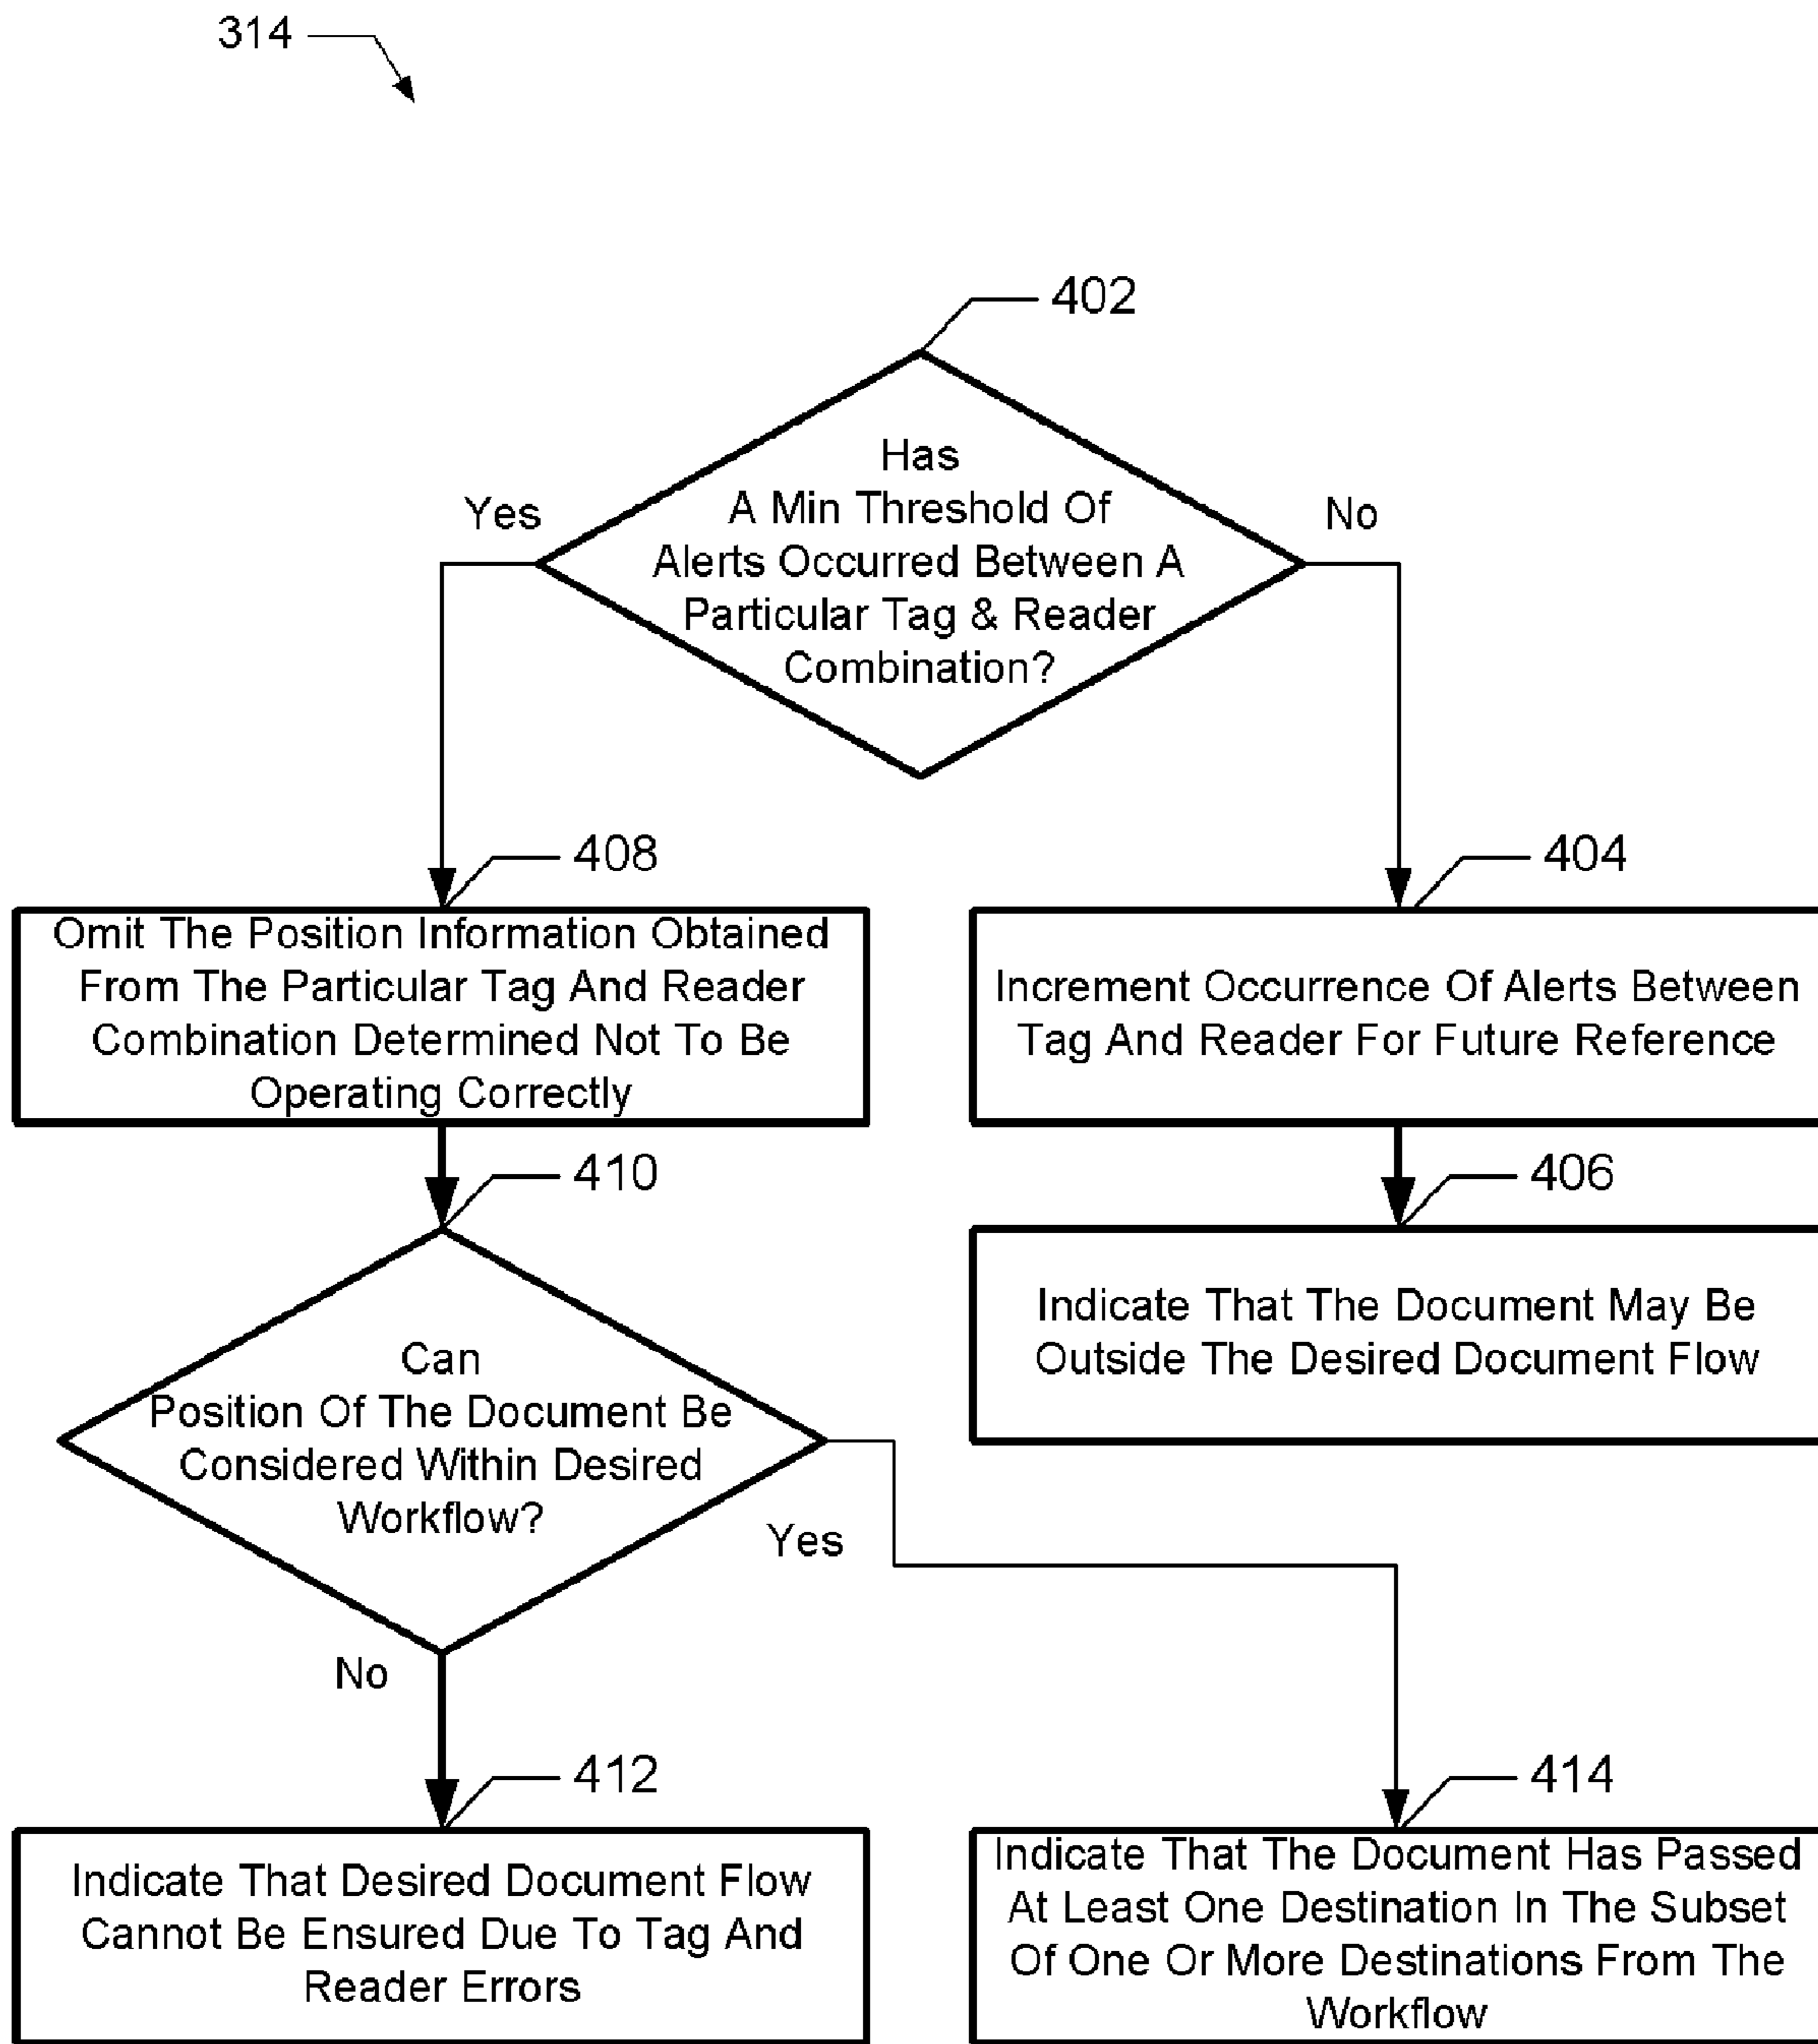 314
402
Has
A Min Threshold Of
Alerts Occurred Between A
Particular Tag & Reader
Combination?
Yes
No
408
Omit The Position Information Obtained
From The Particular Tag And Reader
Combination Determined Not To Be
Operating Correctly
404
Increment Occurrence Of Alerts Between
Tag And Reader For Future Reference
410
Can
Position Of The Document Be
Considered Within Desired
Workflow?
406
Indicate That The Document May Be
Outside The Desired Document Flow
Yes
No
412
Indicate That Desired Document Flow
Cannot Be Ensured Due To Tag And
Reader Errors
414
Indicate That The Document Has Passed
At Least One Destination In The Subset
Of One Or More Destinations From The
Workflow